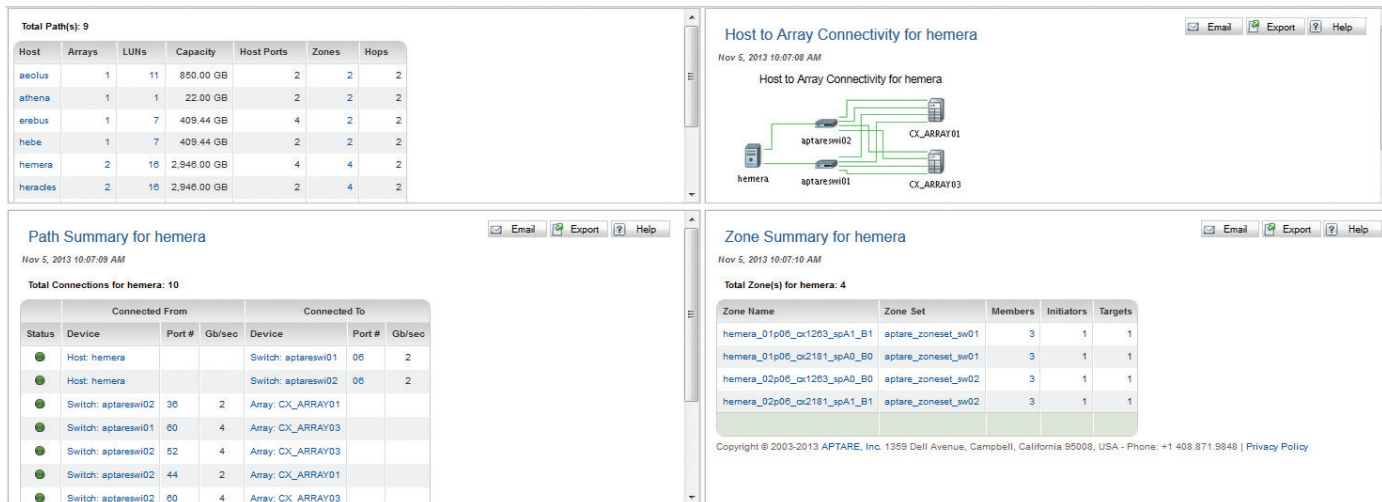 Total Path(s): 9
Host Arrays LUNs Capacity Host Ports Zones Hops
aeolus 1 11 850.00 GB 2 2 2
athena 1 1 22.00 GB 2 2 2
erebus 1 7 409.44 GB 4 2 2
hebe 1 7 409.44 GB 2 2 2
hemera 2 16 2,946.00 GB 4 4 2
heracles 2 16 2,946.00 GB 2 4 2
Email Export ? Help
Host to Array Connectivity for hemera
Nov 5, 2013 10:07:08 AM
Host to Array Connectivity for hemera
aptareswi02
CX_ARRAY01
hemera
aptareswi01
CX_ARRAY03
Email Export ? Help
Path Summary for hemera
Nov 5, 2013 10:07:09 AM
Total Connections for hemera: 10
Connected From Connected To
Status Device Port # Gb/sec Device Port # Gb/sec
Host: hemera Switch: aptareswi01 06 2
Host: hemera Switch: aptareswi02 06 2
Switch: aptareswi02 36 2 Array: CX_ARRAY01
Switch: aptareswi01 60 4 Array: CX_ARRAY03
Switch: aptareswi02 52 4 Array: CX_ARRAY03
Switch: aptareswi02 44 2 Array: CX_ARRAY01
Switch: aptareswi02 60 4 Array: CX_ARRAY03
Email Export ? Help
Zone Summary for hemera
Nov 5, 2013 10:07:10 AM
Total Zone(s) for hemera: 4
Zone Name Zone Set Members Initiators Targets
hemera_01p06_cx1263_spA1_B1 aptare_zoneset_sw01 3 1 1
hemera_01p06_cx2181_spA0_B0 aptare_zoneset_sw01 3 1 1
hemera_02p06_cx1263_spA0_B0 aptare_zoneset_sw02 3 1 1
hemera_02p06_cx2181_spA1_B1 aptare_zoneset_sw02 3 1 1
Copyright © 2003-2013 APTARE, Inc. 1359 Dell Avenue, Campbell, California 95008, USA - Phone: +1 408.871.9848 | Privacy Policy